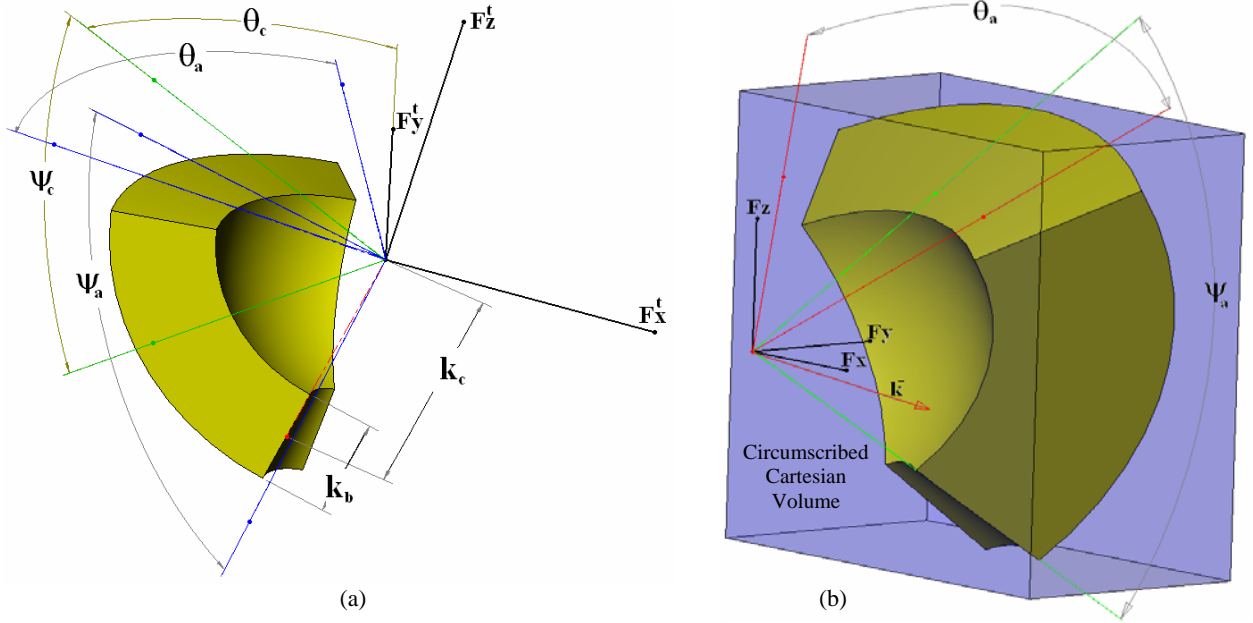 θc
Fz^t
θa
Fy^t
ψc
ψa
Fx^t
kc
kb
(a)
θa
Fz
ψa
Fy
Fx
k̄
Circumscribed
Cartesian
Volume
(b)